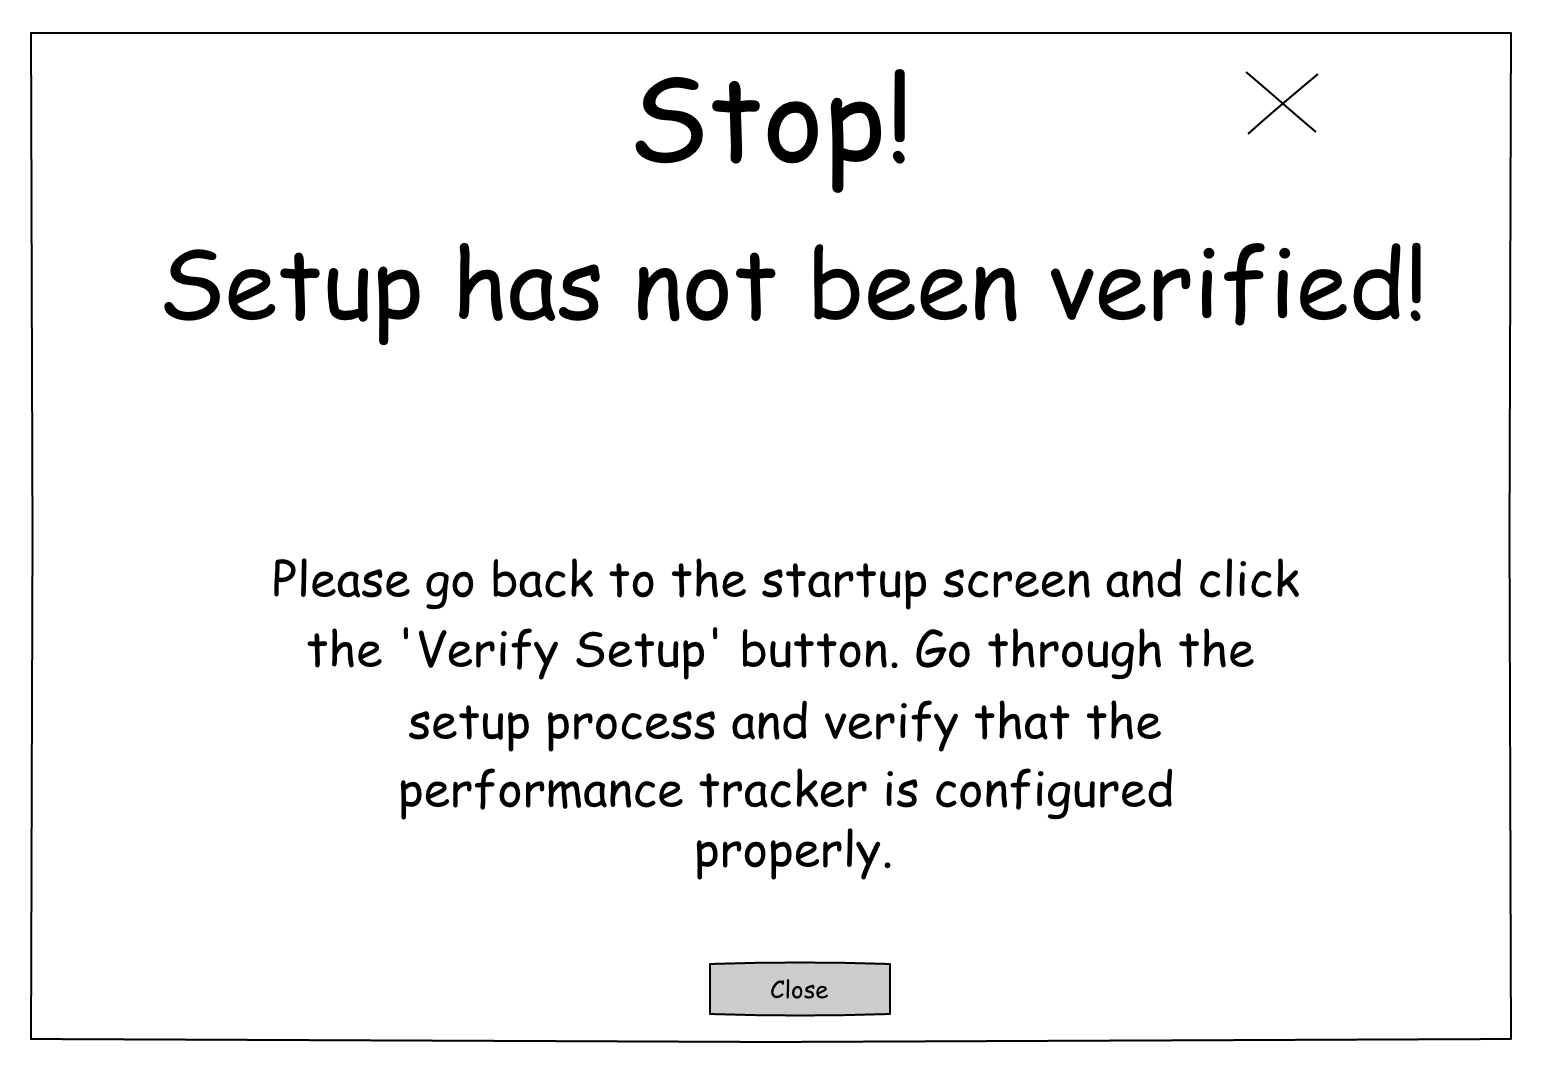 Stop!
Setup has not been verified!
Please go back to the startup screen and click
the 'Verify Setup' button. Go through the
setup process and verify that the
performance tracker is configured
properly.
Close